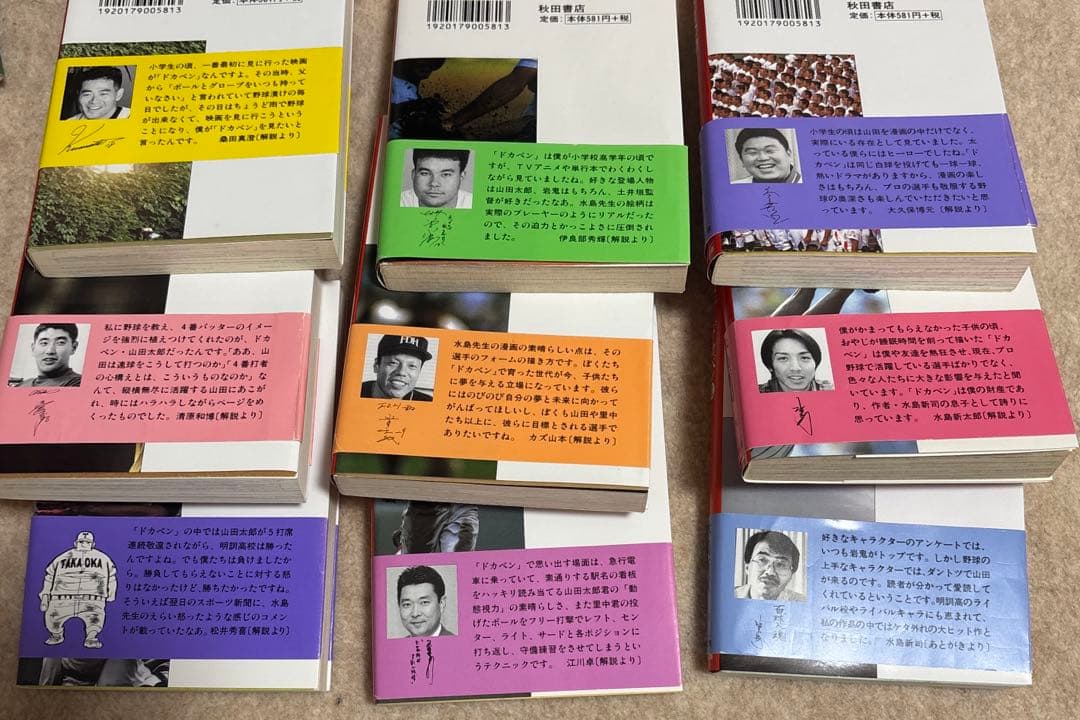 1920179005813
定価:本体581円+税
小学生の頃、一番最初に見に行った映画
が「ドカベン」なんですよ。その当時、父
から「ボールとグローブをいつも持って
いなさい」と言われていて野球漬けの毎
日でしたが、その日はちょうど雨で野球
が出来なくて、映画を見に行こうという
ことになり、僕が「ドカベン」を見たいと
言ったんです。 桑田真澄〔解説より〕
1920179005813
秋田書店
定価:本体581円+税
「ドカベン」は僕が小学校高学年の頃で
すが、TVアニメや単行本でわくわくし
ながら見ていましたね。好きな登場人物
は山田太郎、岩鬼はもちろん、土井垣監
督が好きだったなあ。水島先生の絵柄は
実際のプレーヤーのようにリアルだった
ので、その迫力とかっこよさに圧倒され
ました。 伊良部秀輝〔解説より〕
1920179005813
秋田書店
定価:本体581円+税
小学生の頃は山田を漫画の中だけでなく、
実際にいる存在として見ていました。太
っている僕らにはヒーローでしたね。「ド
カベン」は同じ白球を投げても一球一球、
熱いドラマがありますから、漫画の楽し
さはもちろん、プロの選手も敬服する野
球の奥深さも楽しんでいただきたいと思
っています。 大久保博元〔解説より〕
私に野球を教え、4番バッターのイメー
ジを強烈に植えつけてくれたのが、ドカ
ベン・山田太郎だったんです。「ああ、山
田は速球をこうして打つのか」「4番打者
の心構えとは、こういうものなのか」な
んて、縦横無尽に活躍する山田にあこが
れ、時にはハラハラしながらページをめ
くったものでした。 清原和博〔解説より〕
水島先生の漫画の素晴らしい点は、その
選手のフォームの描き方です。ぼくたち
「ドカベン」で育った世代が今、子供たち
に夢を与える立場になっています。彼ら
にはのびのび自分の夢と未来に向かって
がんばってほしいし、ぼくも山田や里中
たち以上に、彼らに目標とされる選手で
ありたいですね。 カズ山本〔解説より〕
僕がかまってもらえなかった子供の頃、
おやじが睡眠時間を削って描いた「ドカ
ベン」は僕や友達を熱狂させ、現在、プロ
野球で活躍している選手ばかりでなく、
色々な人たちに大きな影響を与えたと聞
いています。「ドカベン」は僕の財産であ
り、作者・水島新司の息子として誇りに
思っています。 水島新太郎〔解説より〕
TAKAOKA
「ドカベン」の中では山田太郎が5打席
連続敬遠されながら、明訓高校は勝った
んですよね。でも僕たちは負けましたか
ら。勝負してもらえないことに対する怒
りはなかったけど、勝ちたかったですね。
そういえば翌日のスポーツ新聞に、水島
先生のえらい怒ったような感じのコメン
トが載っていたなあ。松井秀喜〔解説より〕
「ドカベン」で思い出す場面は、急行電
車に乗っていて、素通りする駅名の看板
をハッキリ読み当てる山田太郎君の「動
態視力」の素晴らしさ、また里中君の投
げたボールをフリー打撃でレフト、セン
ター、ライト、サードと各ポジションに
打ち返し、守備練習をさせてしまうとい
うテクニックです。 江川卓〔解説より〕
好きなキャラクターのアンケートでは、
いつも岩鬼がトップです。しかし野球の
上手なキャラクターでは、ダントツで山田
が来るのです。読者が分かって愛読して
くれているということです。明訓高のライ
バル校やライバルキャラにも恵まれて、
私の作品の中ではケタ外れの大ヒット作と
なりました。 水島新司〔あとがきより〕